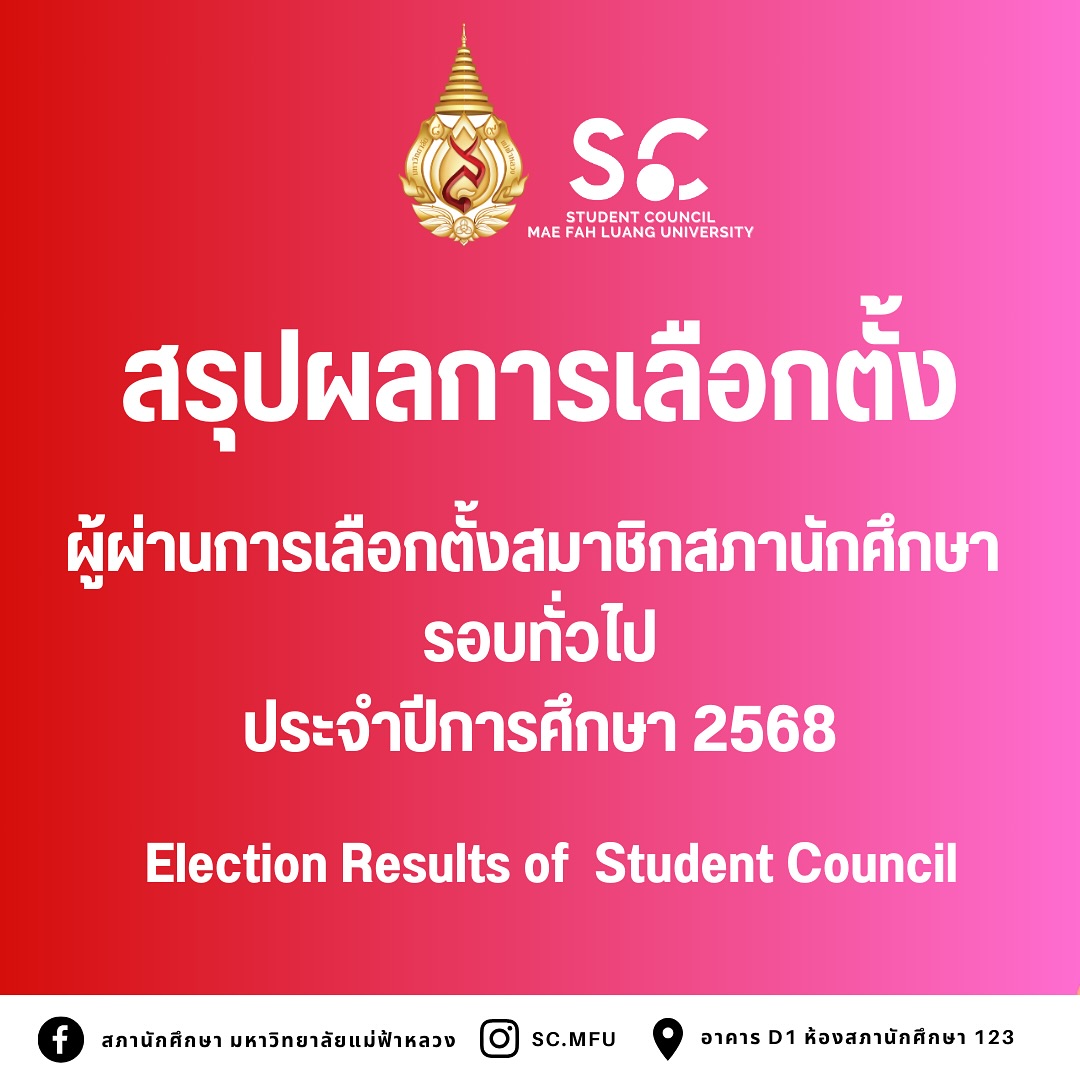 SC
STUDENT COUNCIL
MAE FAH LUANG UNIVERSITY
สรุปผลการเลือกตั้ง
ผู้ผ่านการเลือกตั้งสมาชิกสภานักศึกษา
รอบทั่วไป
ประจำปีการศึกษา 2568
Election Results of Student Council
สภานักศึกษา มหาวิทยาลัยแม่ฟ้าหลวง
SC.MFU
อาคาร D1 ห้องสภานักศึกษา 123